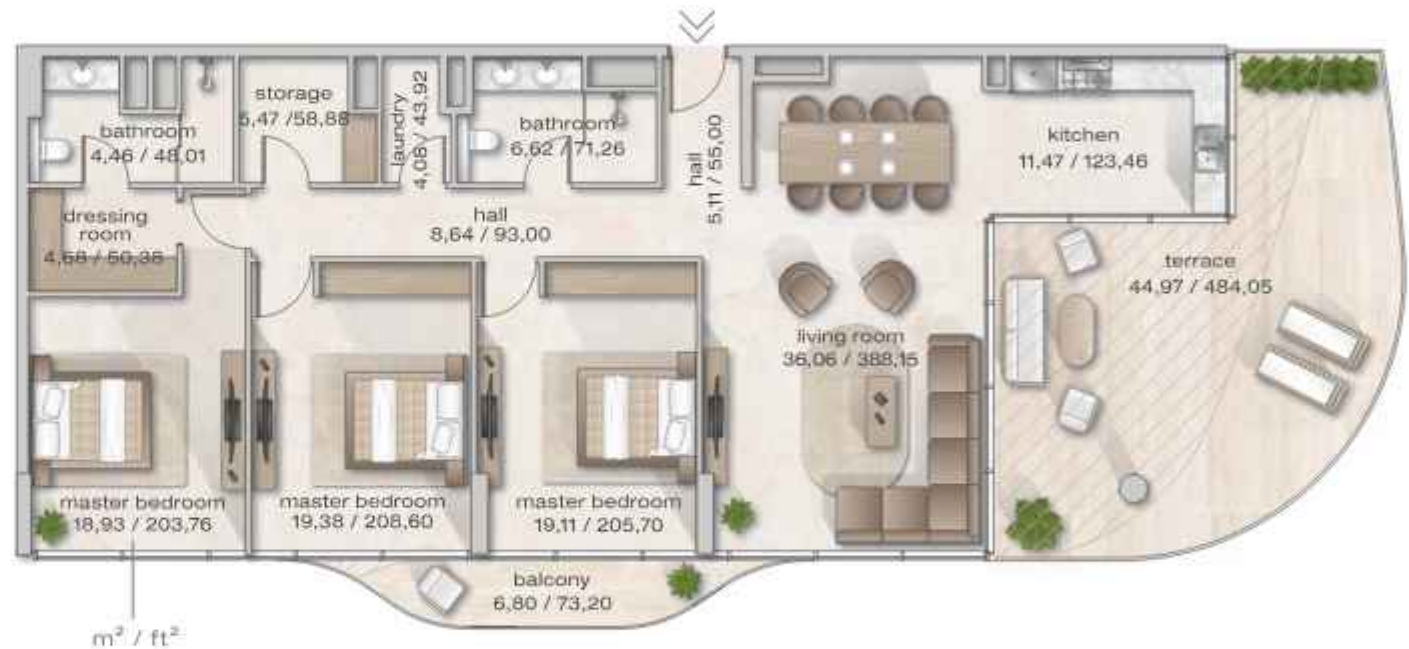 bathroom
4,46 / 48,01
storage
5,47 /58,88
laundry
4,08 / 43,92
bathroom
6,62 / 71,26
hall
5,11 / 55,00
kitchen
11,47 / 123,46
dressing
room
4,68 / 50,38
hall
8,64 / 93,00
terrace
44,97 / 484,05
living room
36,06 / 388,15
master bedroom
18,93 / 203,76
master bedroom
19,38 / 208,60
master bedroom
19,11 / 205,70
balcony
6,80 / 73,20
m² / ft²